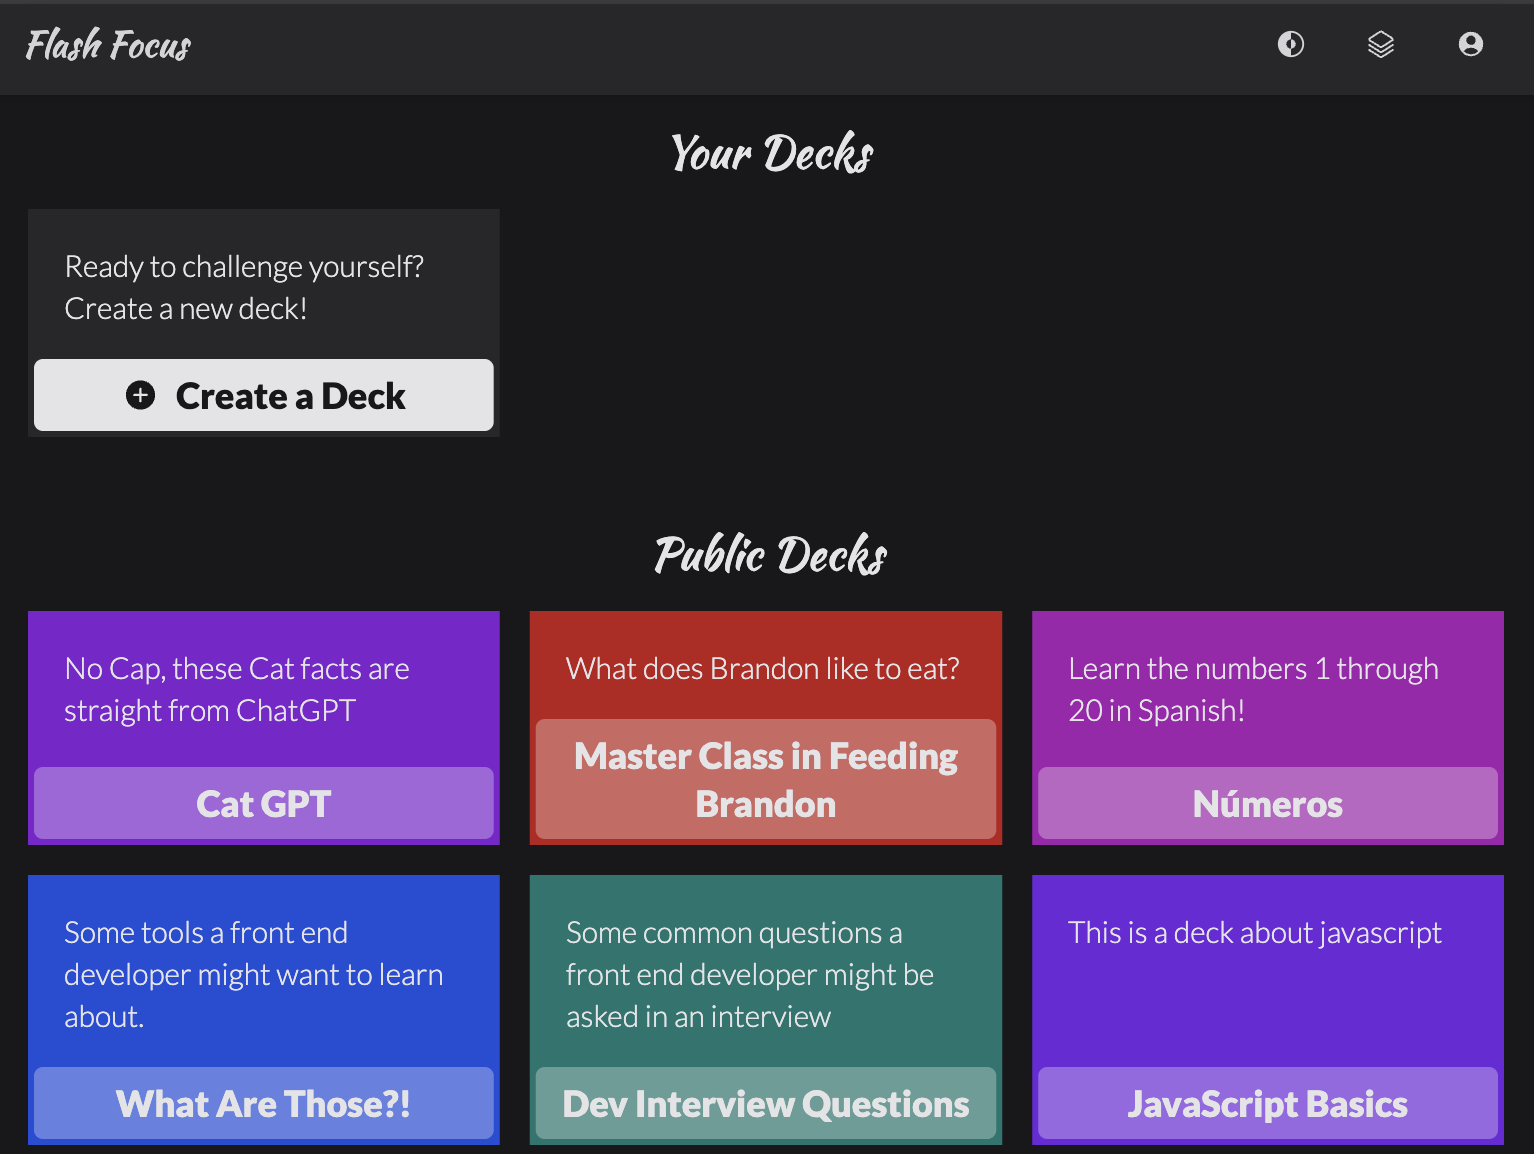 Flash Focus
Your Decks
Ready to challenge yourself?
Create a new deck!
Create a Deck
Public Decks
No Cap, these Cat facts are
straight from ChatGPT
Cat GPT
What does Brandon like to eat?
Master Class in Feeding
Brandon
Learn the numbers 1 through
20 in Spanish!
Números
Some tools a front end
developer might want to learn
about.
What Are Those?!
Some common questions a
front end developer might be
asked in an interview
Dev Interview Questions
This is a deck about javascript
JavaScript Basics